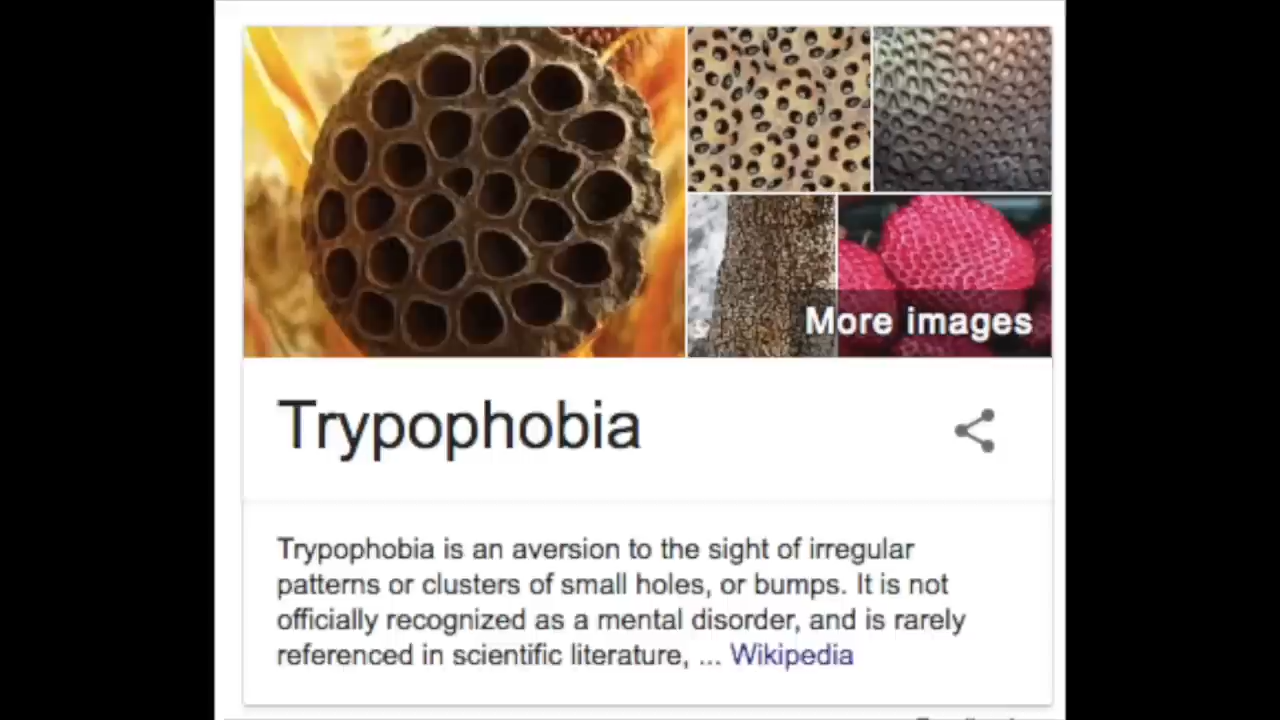 More images
Trypophobia
Trypophobia is an aversion to the sight of irregular
patterns or clusters of small holes, or bumps. It is not
officially recognized as a mental disorder, and is rarely
referenced in scientific literature, ... Wikipedia